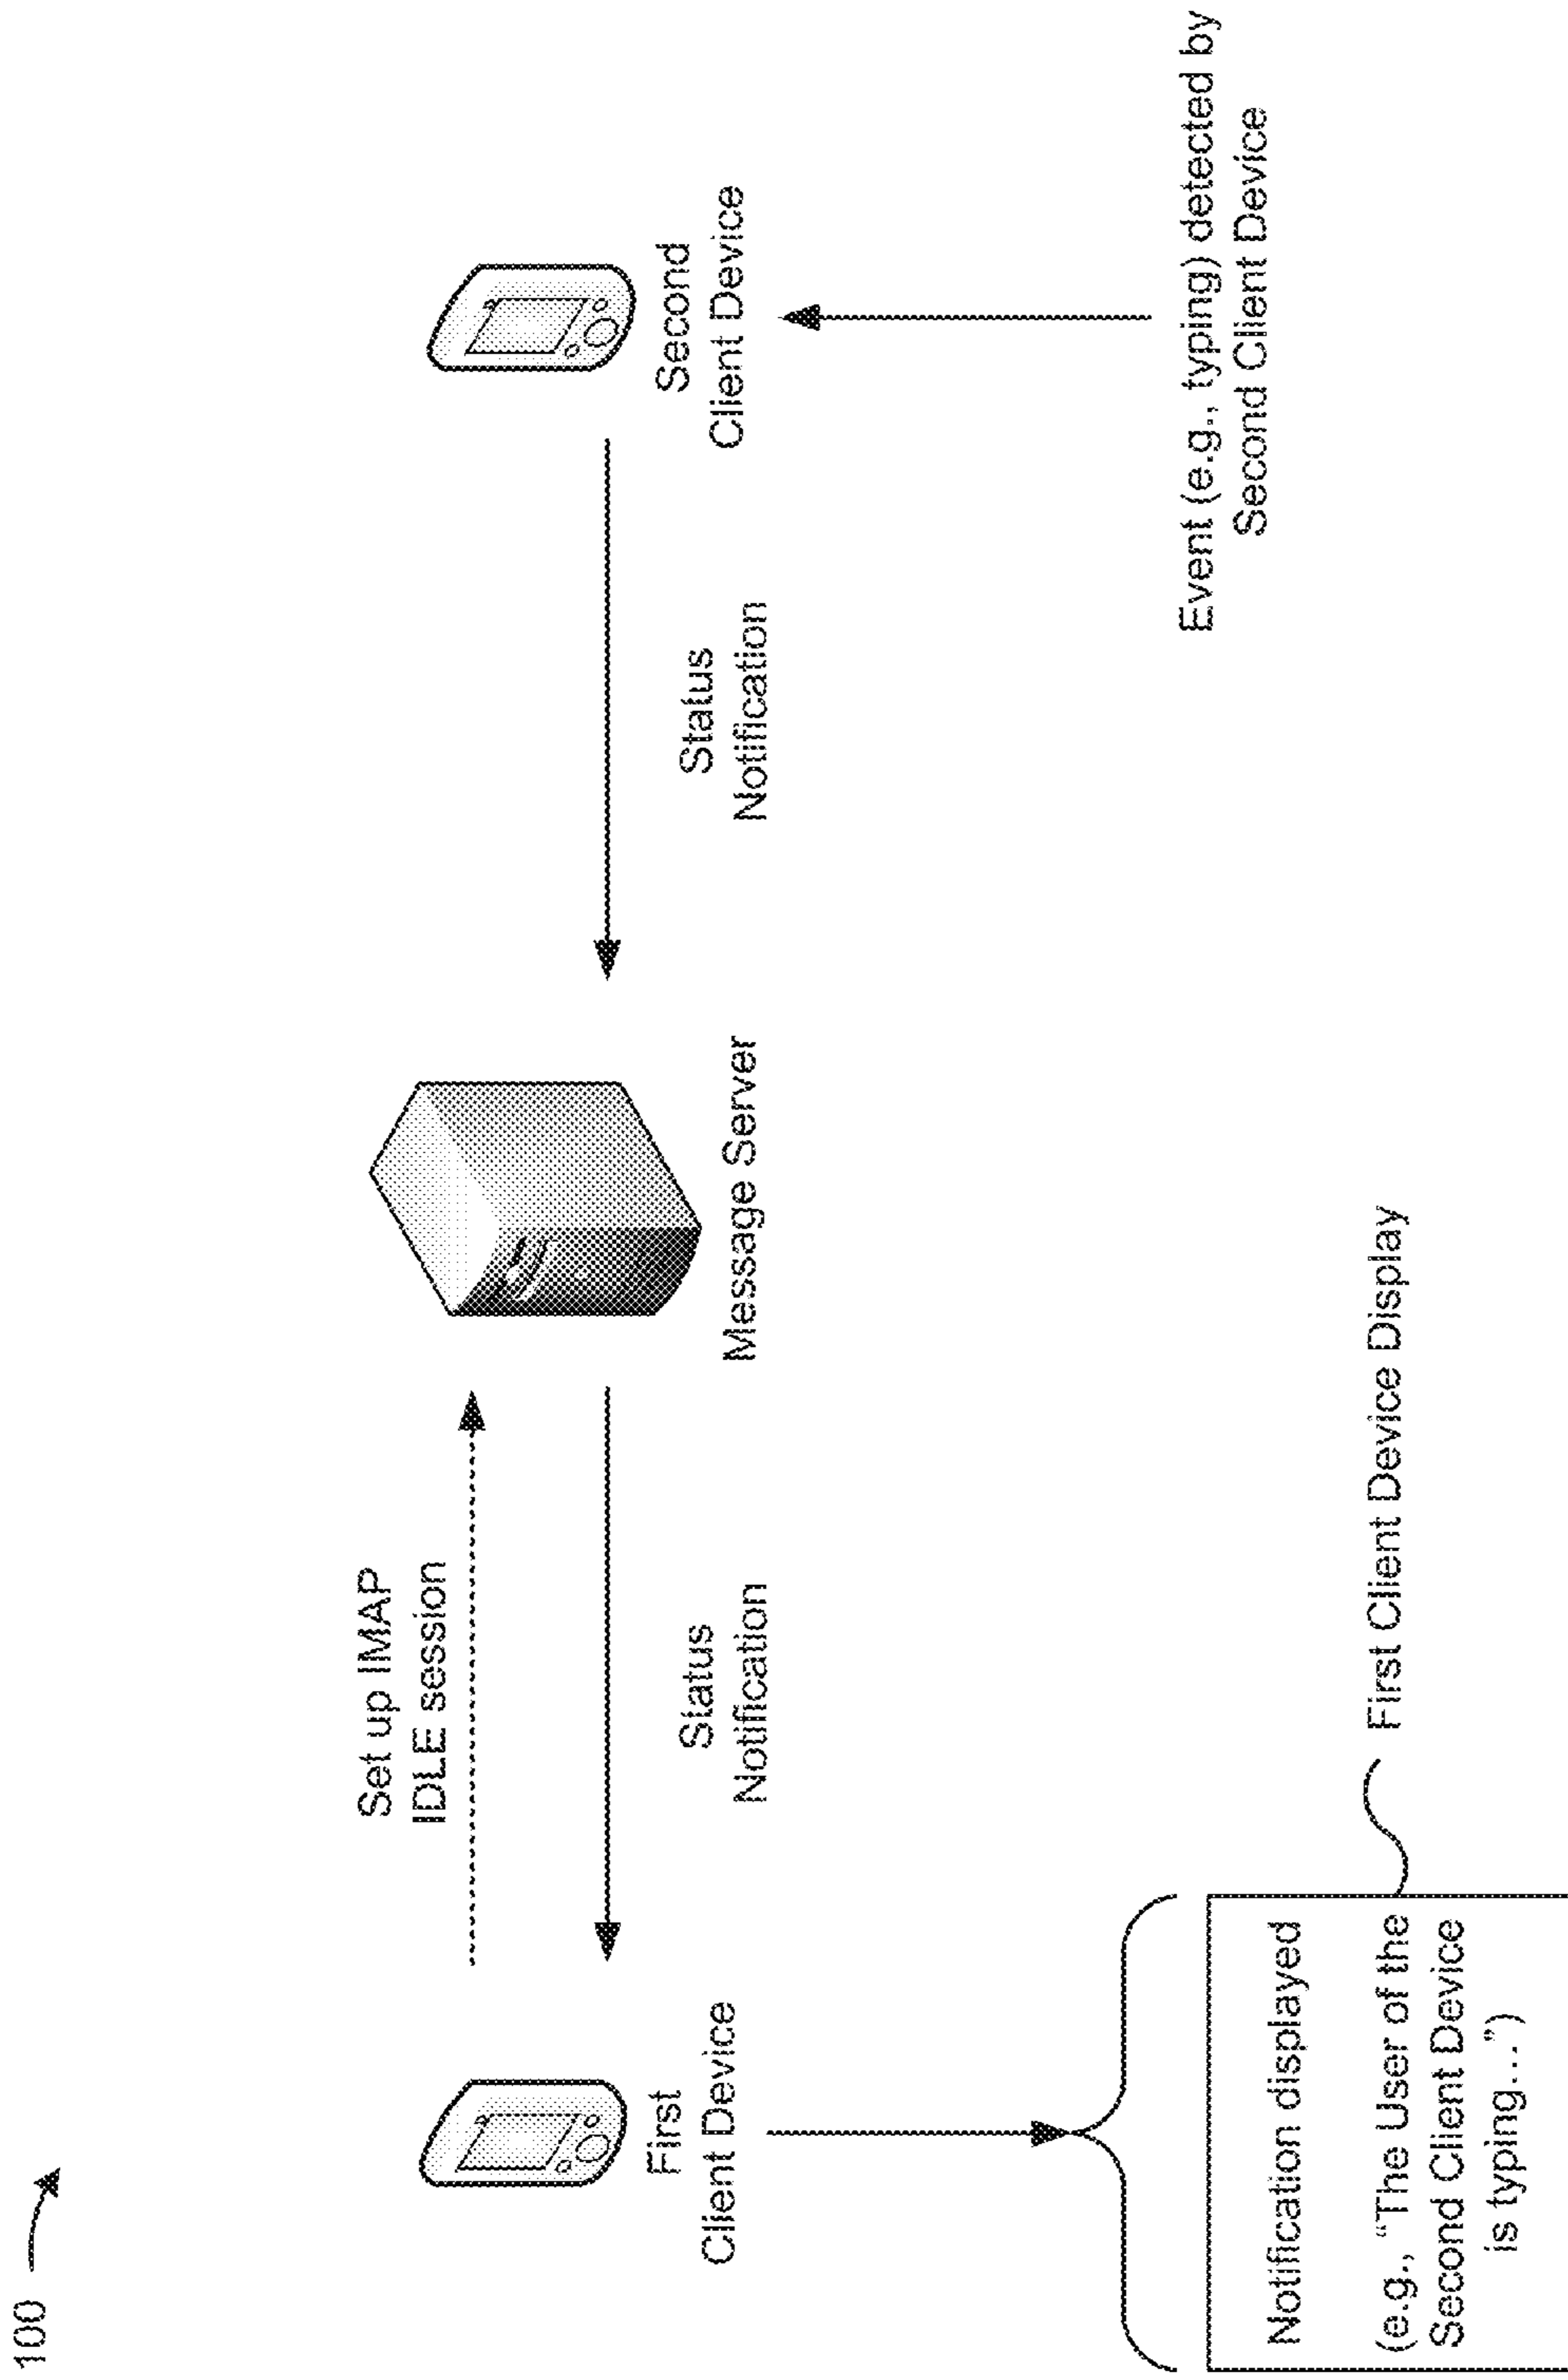 100
Set up IMAP
IDLE session
First
Client Device
Status
Notification
Message Server
Status
Notification
Second
Client Device
Notification displayed
(e.g., "The User of the
Second Client Device
is typing...")
First Client Device Display
Event (e.g., typing) detected by
Second Client Device